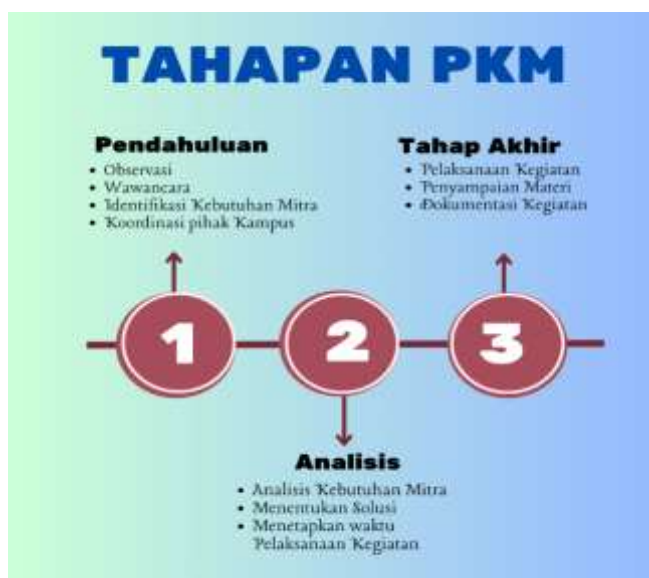 TAHAPAN PKM
Pendahuluan
• Observasi
• Wawancara
• Identifikasi Kebutuhan Mitra
• Koordinasi pihak Kampus
Tahap Akhir
• Pelaksanaan Kegiatan
• Penyampaian Materi
• Dokumentasi Kegiatan
1
2
3
Analisis
• Analisis Kebutuhan Mitra
• Menentukan Solusi
• Menetapkan waktu
Pelaksanaan Kegiatan